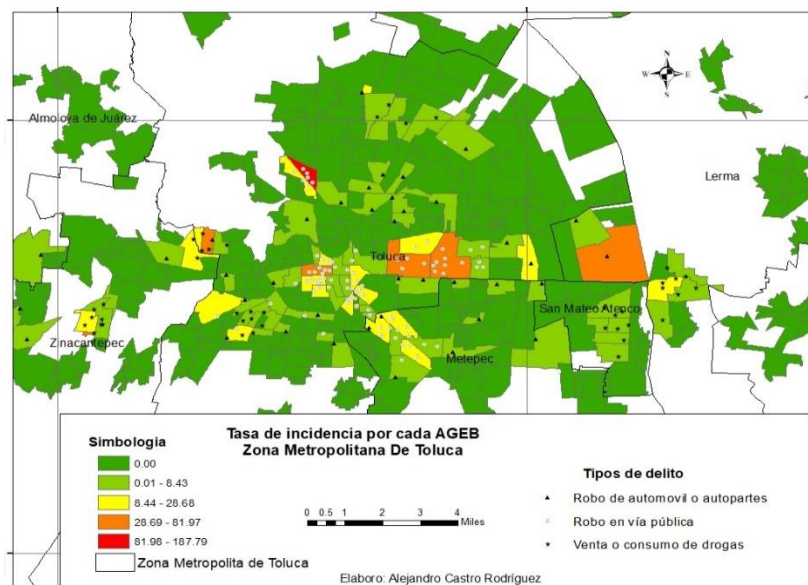 N
W E
S
Almoloya de Juárez
Lerma
Toluca
San Mateo Atenco
Zinacantepec
Metepec
Simbología
0.00
0.01 - 8.43
8.44 - 28.68
28.69 - 81.97
81.98 - 187.79
Zona Metropolita de Toluca
Tasa de incidencia por cada AGEB
Zona Metropolitana De Toluca
0 0.5 1 2 3 4
Miles
Tipos de delito
Robo de automovil o autopartes
Robo en vía pública
Venta o consumo de drogas
Elaboro: Alejandro Castro Rodríguez